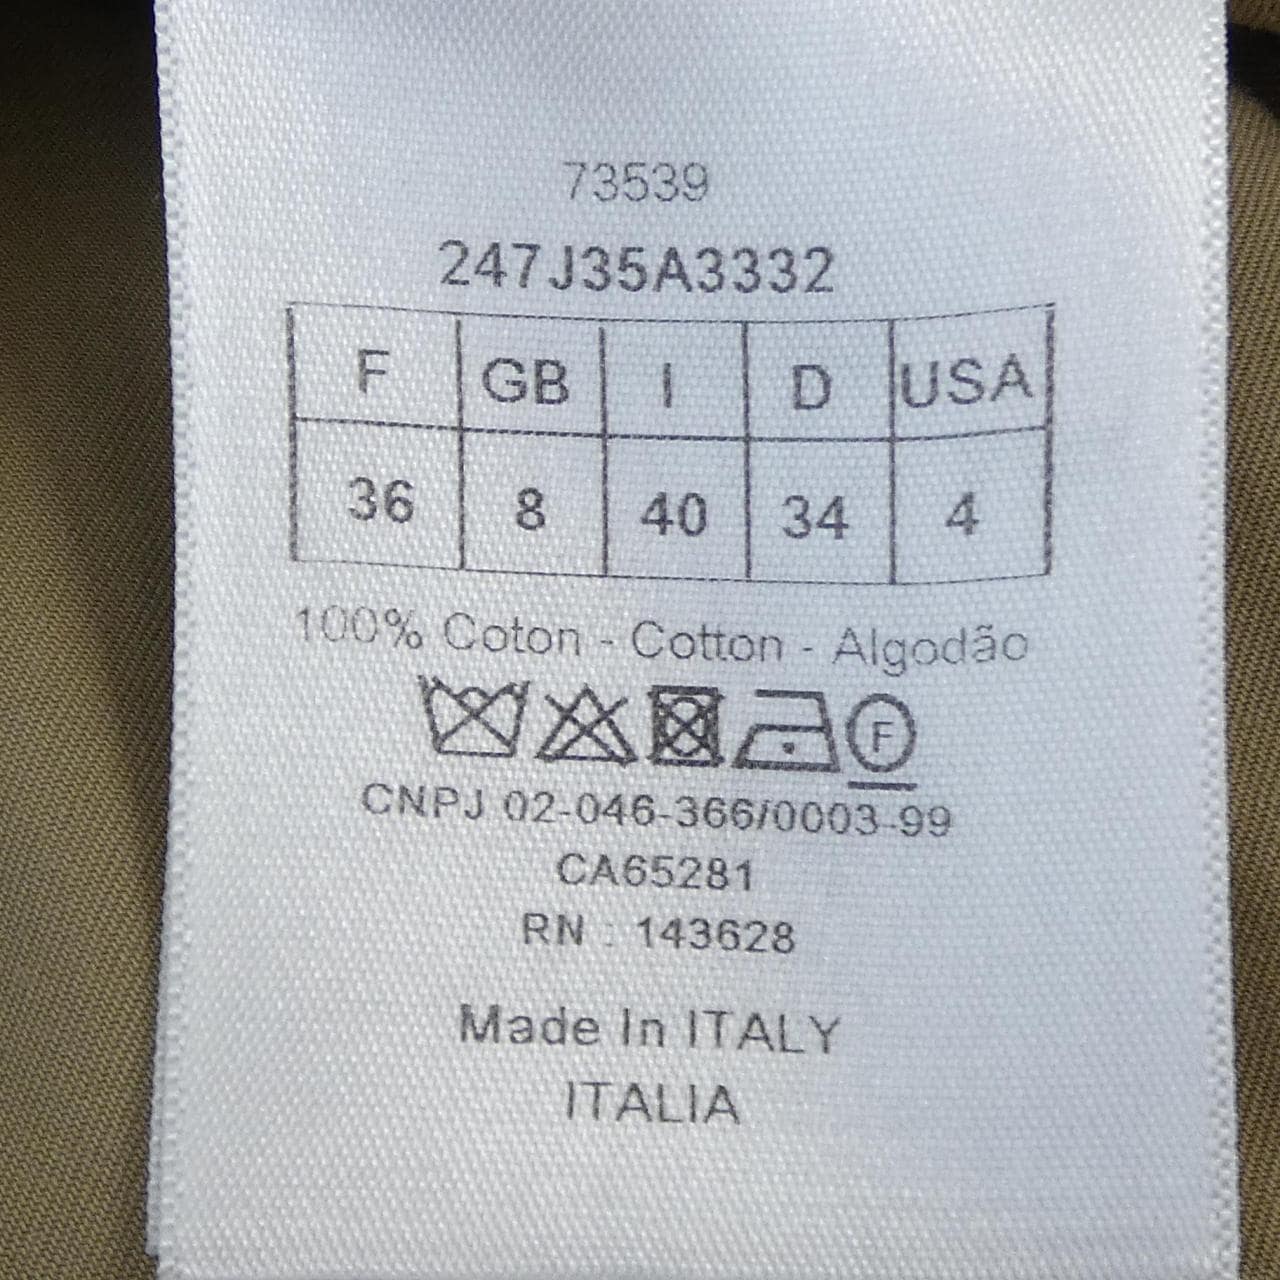 73539
247J35A3332
F GB I D USA
36 8 40 34 4
100% Coton - Cotton - Algodão
F
CNPJ 02-046-366/0003-99
CA65281
RN : 143628
Made In ITALY
ITALIA